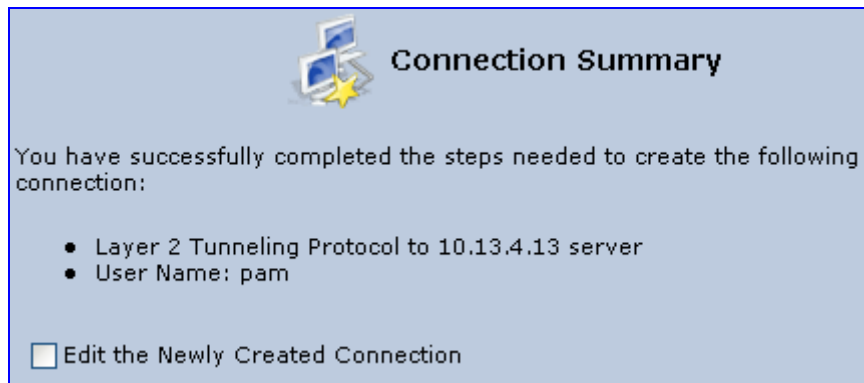 Connection Summary
You have successfully completed the steps needed to create the following
connection:
● Layer 2 Tunneling Protocol to 10.13.4.13 server
● User Name: pam
Edit the Newly Created Connection